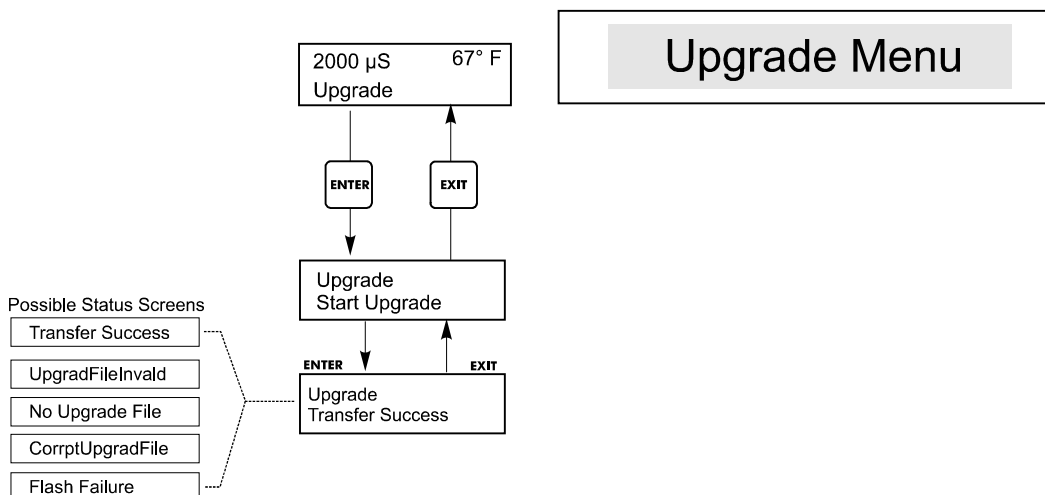 Upgrade Menu
2000 µS 67° F
Upgrade
ENTER EXIT
Upgrade
Start Upgrade
ENTER EXIT
Upgrade
Transfer Success
Possible Status Screens
Transfer Success
UpgradFileInvald
No Upgrade File
CorrptUpgradFile
Flash Failure